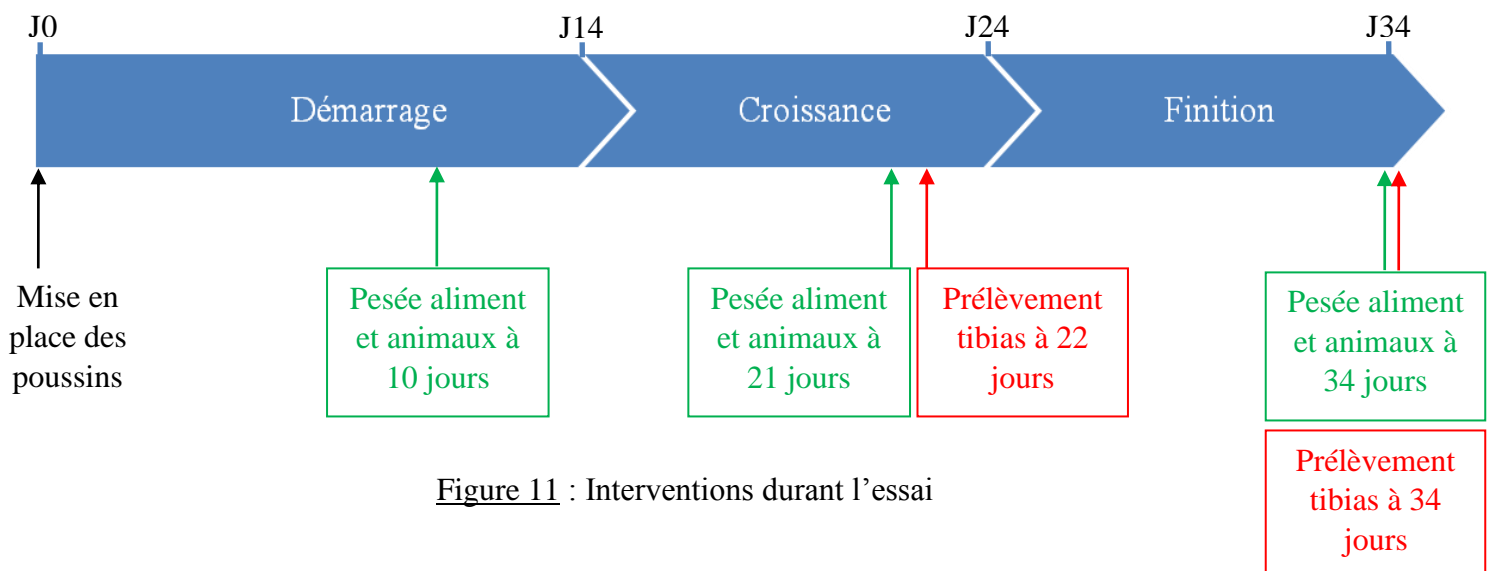 J0
J14
J24
J34
Démarrage
Croissance
Finition
Mise en
place des
poussins
Pesée aliment
et animaux à
10 jours
Pesée aliment
et animaux à
21 jours
Prélèvement
tibias à 22
jours
Pesée aliment
et animaux à
34 jours
Prélèvement
tibias à 34
jours
Figure 11 : Interventions durant l’essai